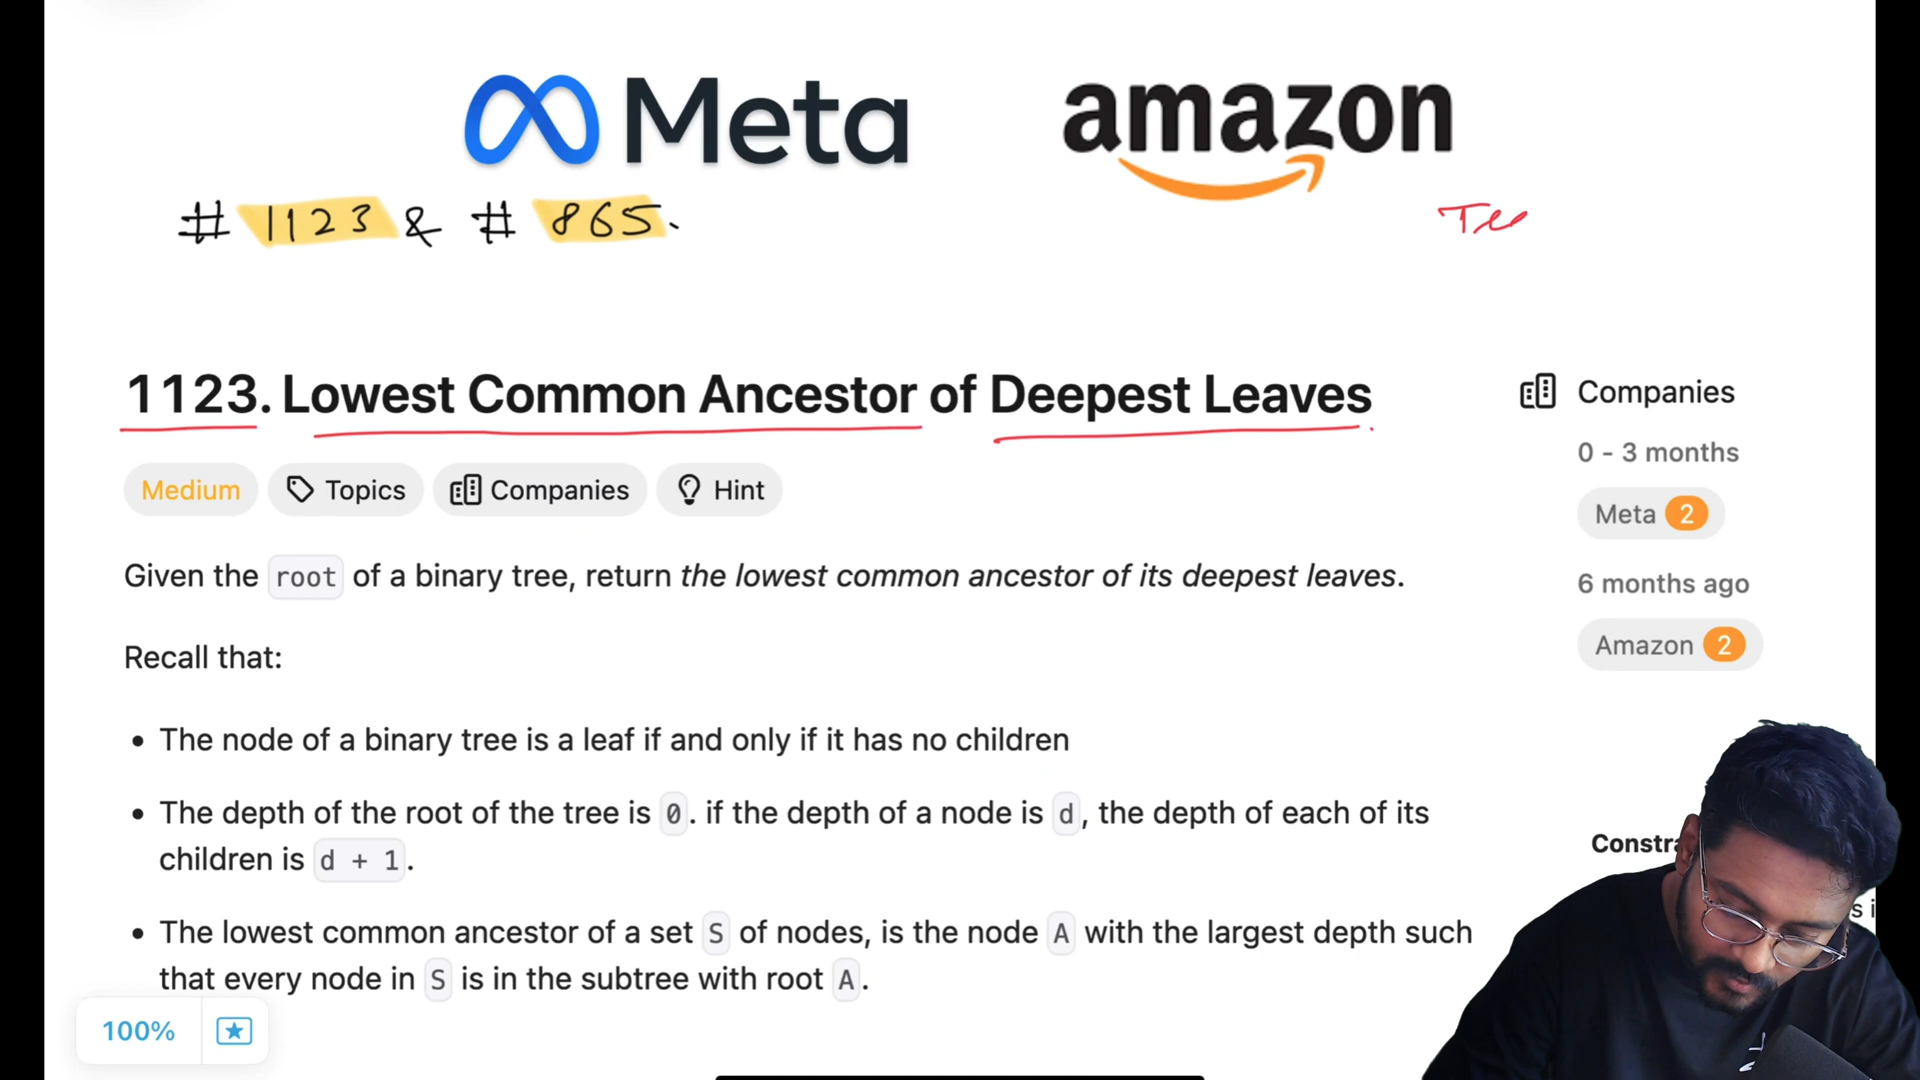 Meta
amazon
# 1123 & # 865.
1123. Lowest Common Ancestor of Deepest Leaves
Medium Topics Companies Hint
Given the root of a binary tree, return the lowest common ancestor of its deepest leaves.
Recall that:
• The node of a binary tree is a leaf if and only if it has no children
• The depth of the root of the tree is 0. if the depth of a node is d, the depth of each of its
children is d + 1.
• The lowest common ancestor of a set S of nodes, is the node A with the largest depth such
that every node in S is in the subtree with root A.
Companies
0 - 3 months
Meta 2
6 months ago
Amazon 2
100%